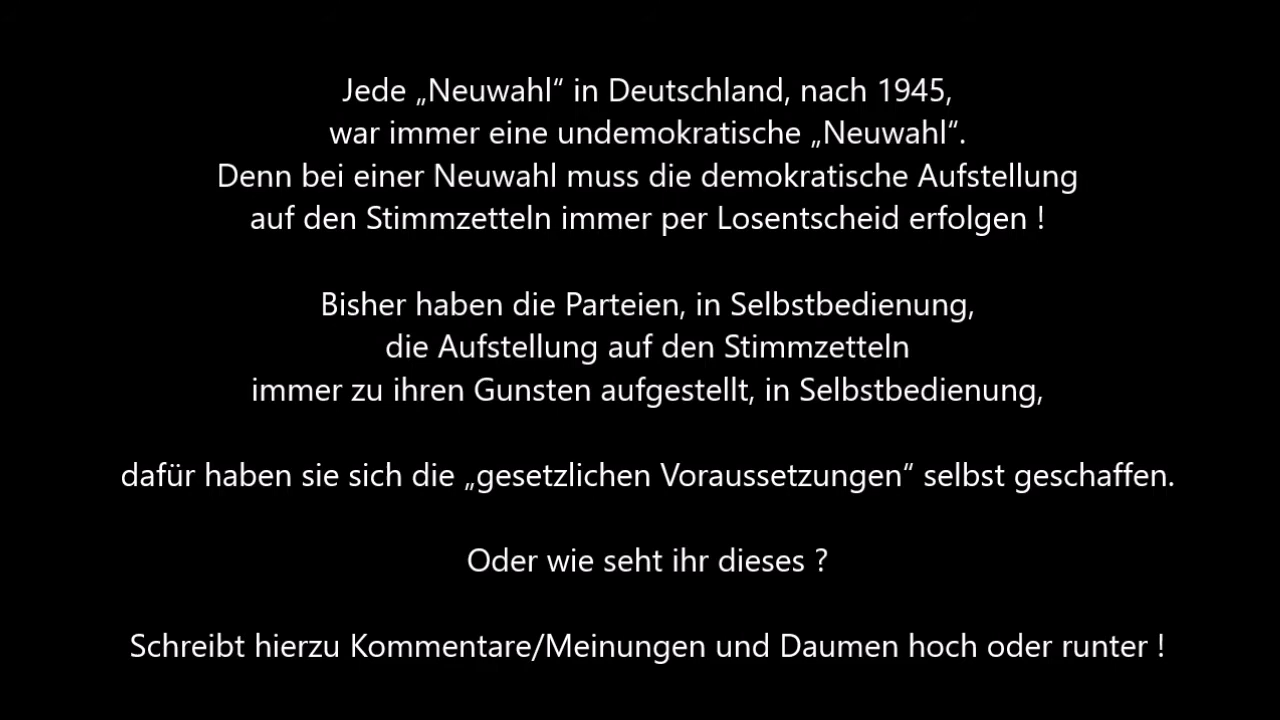 Jede „Neuwahl“ in Deutschland, nach 1945,
war immer eine undemokratische „Neuwahl“.
Denn bei einer Neuwahl muss die demokratische Aufstellung
auf den Stimmzetteln immer per Losentscheid erfolgen !
Bisher haben die Parteien, in Selbstbedienung,
die Aufstellung auf den Stimmzetteln
immer zu ihren Gunsten aufgestellt, in Selbstbedienung,
dafür haben sie sich die „gesetzlichen Voraussetzungen“ selbst geschaffen.
Oder wie seht ihr dieses ?
Schreibt hierzu Kommentare/Meinungen und Daumen hoch oder runter !